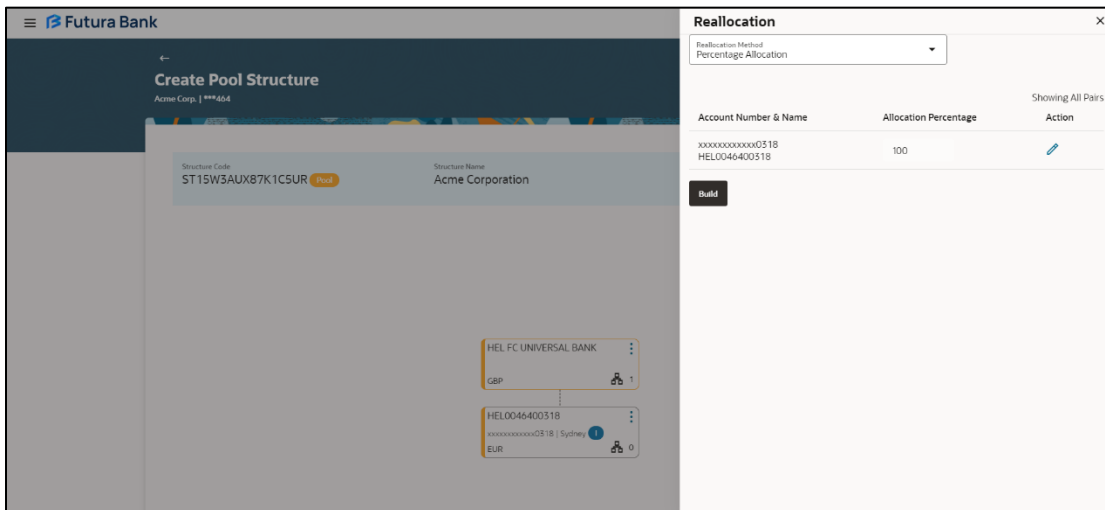 Futura Bank
Create Pool Structure
Acme Corp. | ***464
Structure Code
ST15W3AUX87K1C5UR Pool
Structure Name
Acme Corporation
HEL FC UNIVERSAL BANK
GBP 1
HEL0046400318
xxxxxxxxxxxx0318 | Sydney 1
EUR 0
Reallocation
Reallocation Method
Percentage Allocation
Showing All Pairs
Account Number & Name Allocation Percentage Action
xxxxxxxxxxxx0318
HEL0046400318
100
Build